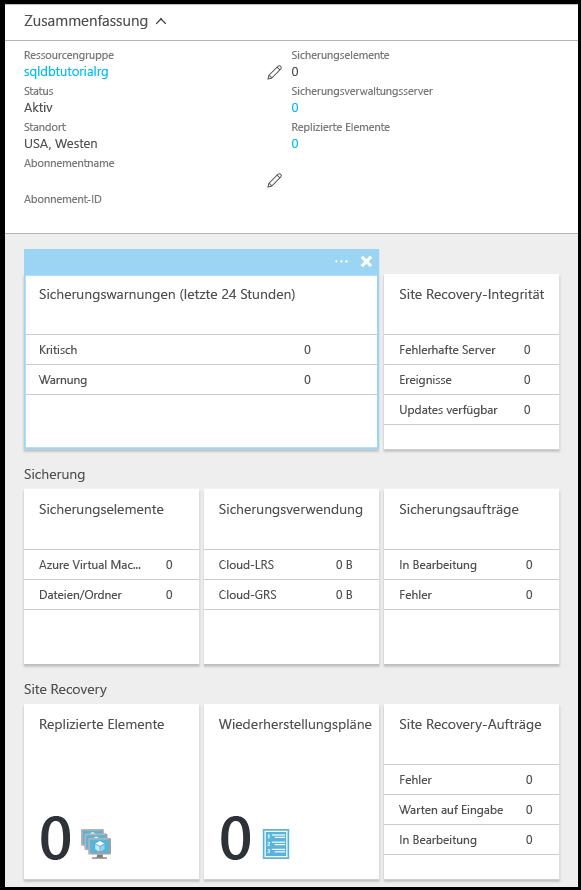 Zusammenfassung
Ressourcengruppe
sqldbtutorialrg
Status
Aktiv
Standort
USA, Westen
Abonnementname
Abonnement-ID
Sicherungselemente
0
Sicherungsverwaltungsserver
0
Replizierte Elemente
0
Sicherungswarnungen (letzte 24 Stunden)
Kritisch 0
Warnung 0
Site Recovery-Integrität
Fehlerhafte Server 0
Ereignisse 0
Updates verfügbar 0
Sicherung
Sicherungselemente
Azure Virtual Mac... 0
Dateien/Ordner 0
Sicherungsverwendung
Cloud-LRS 0 B
Cloud-GRS 0 B
Sicherungsaufträge
In Bearbeitung 0
Fehler 0
Site Recovery
Replizierte Elemente
0
Wiederherstellungspläne
0
Site Recovery-Aufträge
Fehler 0
Warten auf Eingabe 0
In Bearbeitung 0